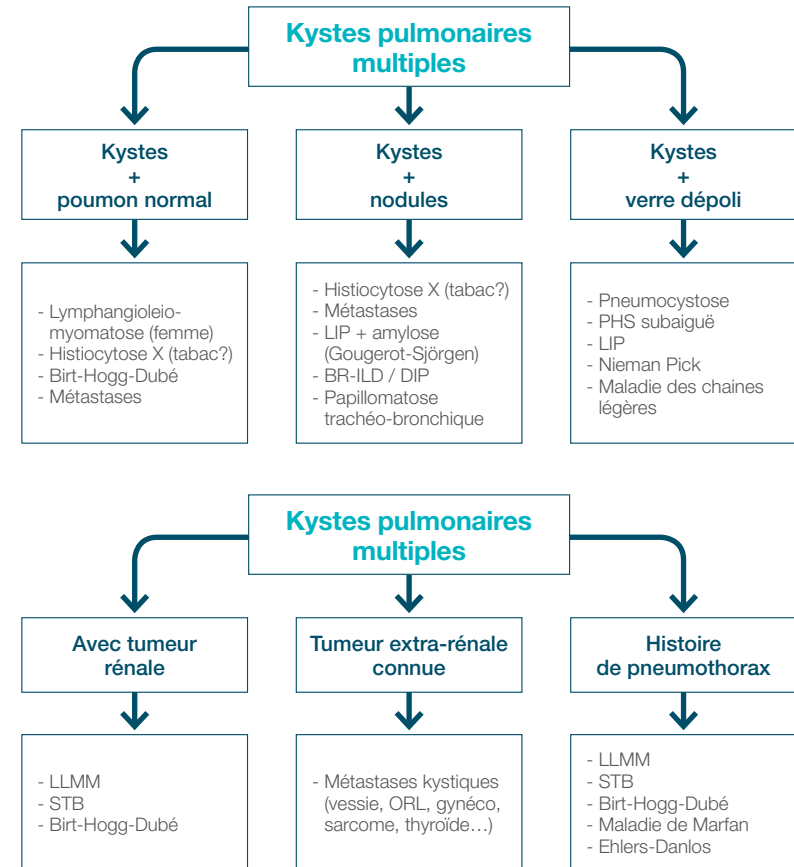 Kystes pulmonaires
multiples
Kystes
+
poumon normal
Kystes
+
nodules
Kystes
+
verre dépoli
- Lymphangioleio-
myomatose (femme)
- Histiocytose X (tabac?)
- Birt-Hogg-Dubé
- Métastases
- Histiocytose X (tabac?)
- Métastases
- LIP + amylose
(Gougerot-Sjörgen)
- BR-ILD / DIP
- Papillomatose
trachéo-bronchique
- Pneumocystose
- PHS subaiguë
- LIP
- Nieman Pick
- Maladie des chaines
légères
Kystes pulmonaires
multiples
Avec tumeur
rénale
Tumeur extra-rénale
connue
Histoire
de pneumothorax
- LLMM
- STB
- Birt-Hogg-Dubé
- Métastases kystiques
(vessie, ORL, gynéco,
sarcome, thyroïde…)
- LLMM
- STB
- Birt-Hogg-Dubé
- Maladie de Marfan
- Ehlers-Danlos